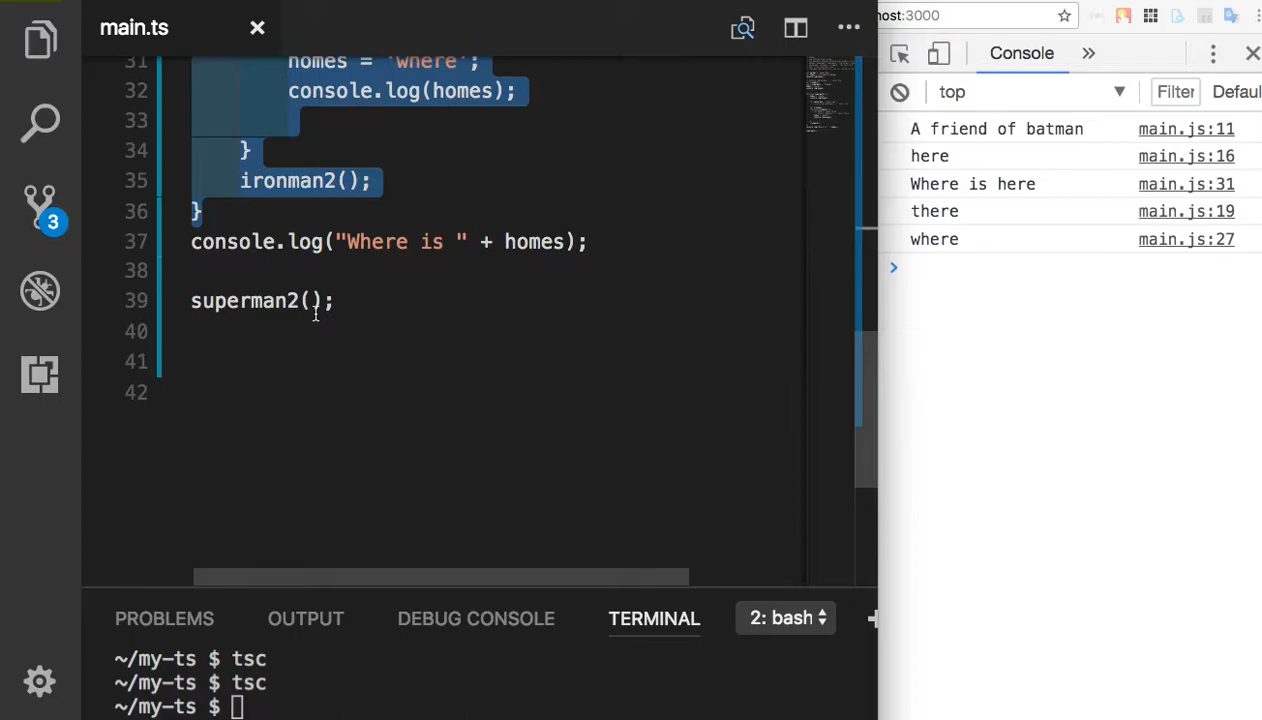 main.ts
31 homes = 'where';
32 console.log(homes);
33
34 }
35 ironman2();
36 }
37 console.log("Where is " + homes);
38
39 superman2();
40
41
42
3
PROBLEMS OUTPUT DEBUG CONSOLE TERMINAL 2: bash
~/my-ts $ tsc
~/my-ts $ tsc
~/my-ts $
host:3000
Console »
top Filter Defaul
A friend of batman main.js:11
here main.js:16
Where is here main.js:31
there main.js:19
where main.js:27
>